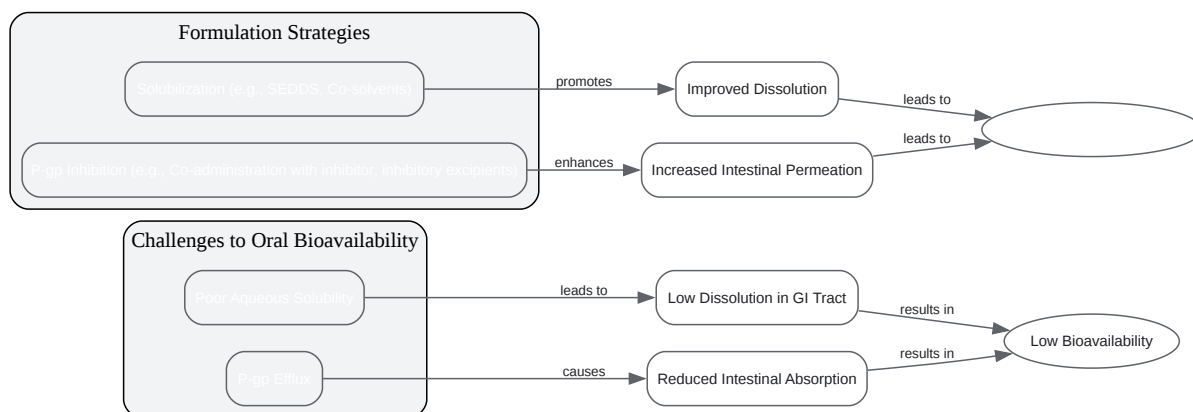 Formulation Strategies
Solubilization (e.g., SEDDS, Co-solvents)
promotes
Improved Dissolution
leads to
P-gp Inhibition (e.g., Co-administration with inhibitor, inhibitory excipients)
enhances
Increased Intestinal Permeation
leads to
Challenges to Oral Bioavailability
Poor Aqueous Solubility
leads to
Low Dissolution in GI Tract
results in
Low Bioavailability
P-gp Efflux
causes
Reduced Intestinal Absorption
results in